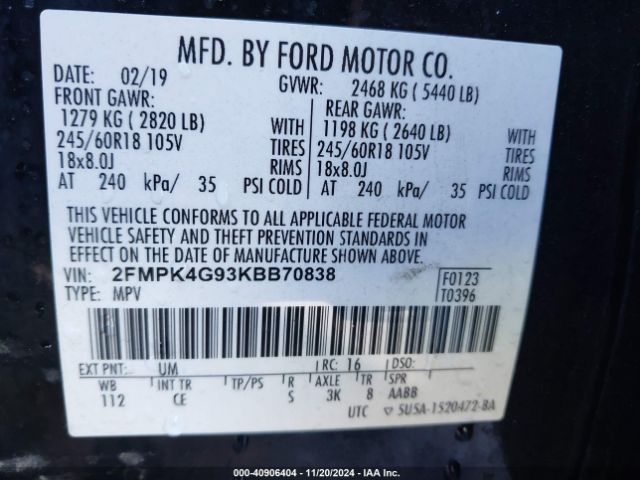 MFD. BY FORD MOTOR CO.
DATE: 02/19 GVWR: 2468 KG ( 5440 LB)
FRONT GAWR: REAR GAWR:
1279 KG ( 2820 LB) WITH 1198 KG ( 2640 LB) WITH
245/60R18 105V TIRES 245/60R18 105V TIRES
18x8.0J RIMS 18x8.0J RIMS
AT 240 kPa/ 35 PSI COLD AT 240 kPa/ 35 PSI COLD
THIS VEHICLE CONFORMS TO ALL APPLICABLE FEDERAL MOTOR
VEHICLE SAFETY AND THEFT PREVENTION STANDARDS IN
EFFECT ON THE DATE OF MANUFACTURE SHOWN ABOVE.
VIN: 2FMPK4G93KBB70838 F0123
TYPE: MPV T0396
EXT PNT: UM RC: 16 DSO:
WB INT TR TP/PS R AXLE TR SPR
112 CE S 3K 8 AABB
UTC ▽ 5U5A-1520472-BA
000-40906404 - 11/20/2024 - IAA Inc.